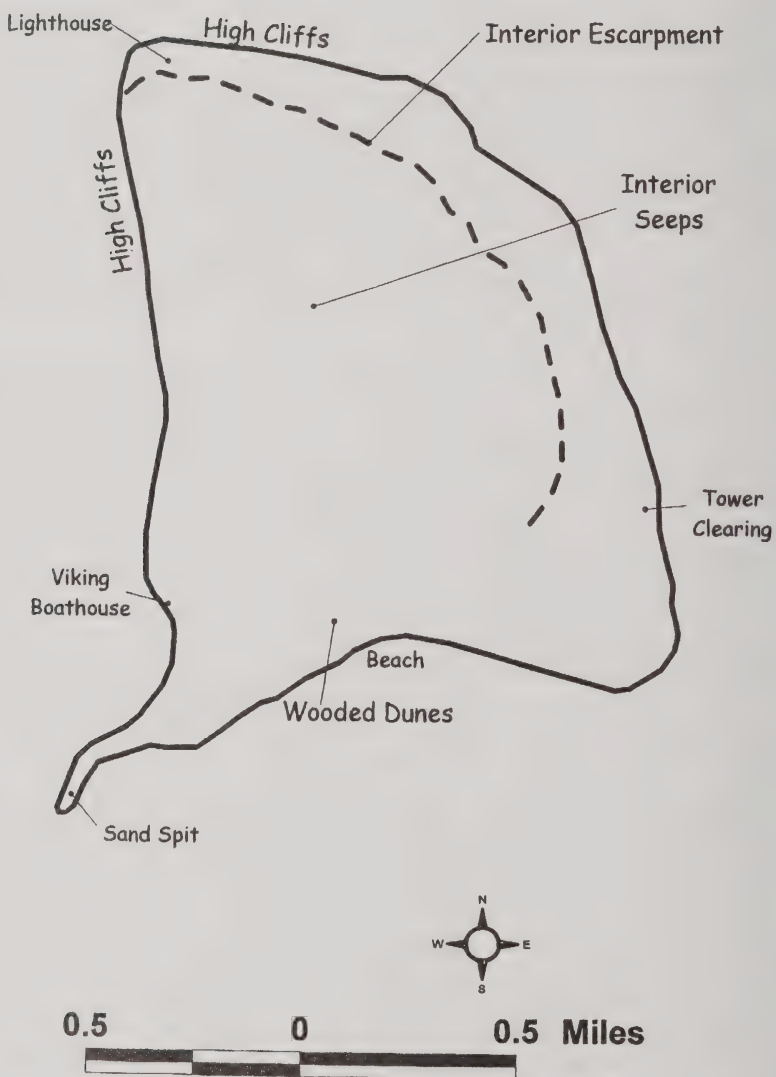 Lighthouse
High Cliffs
Interior Escarpment
High Cliffs
Interior
Seeps
Tower
Clearing
Viking
Boathouse
Beach
Wooded Dunes
Sand Spit
N
W E
S
0.5 0 0.5 Miles